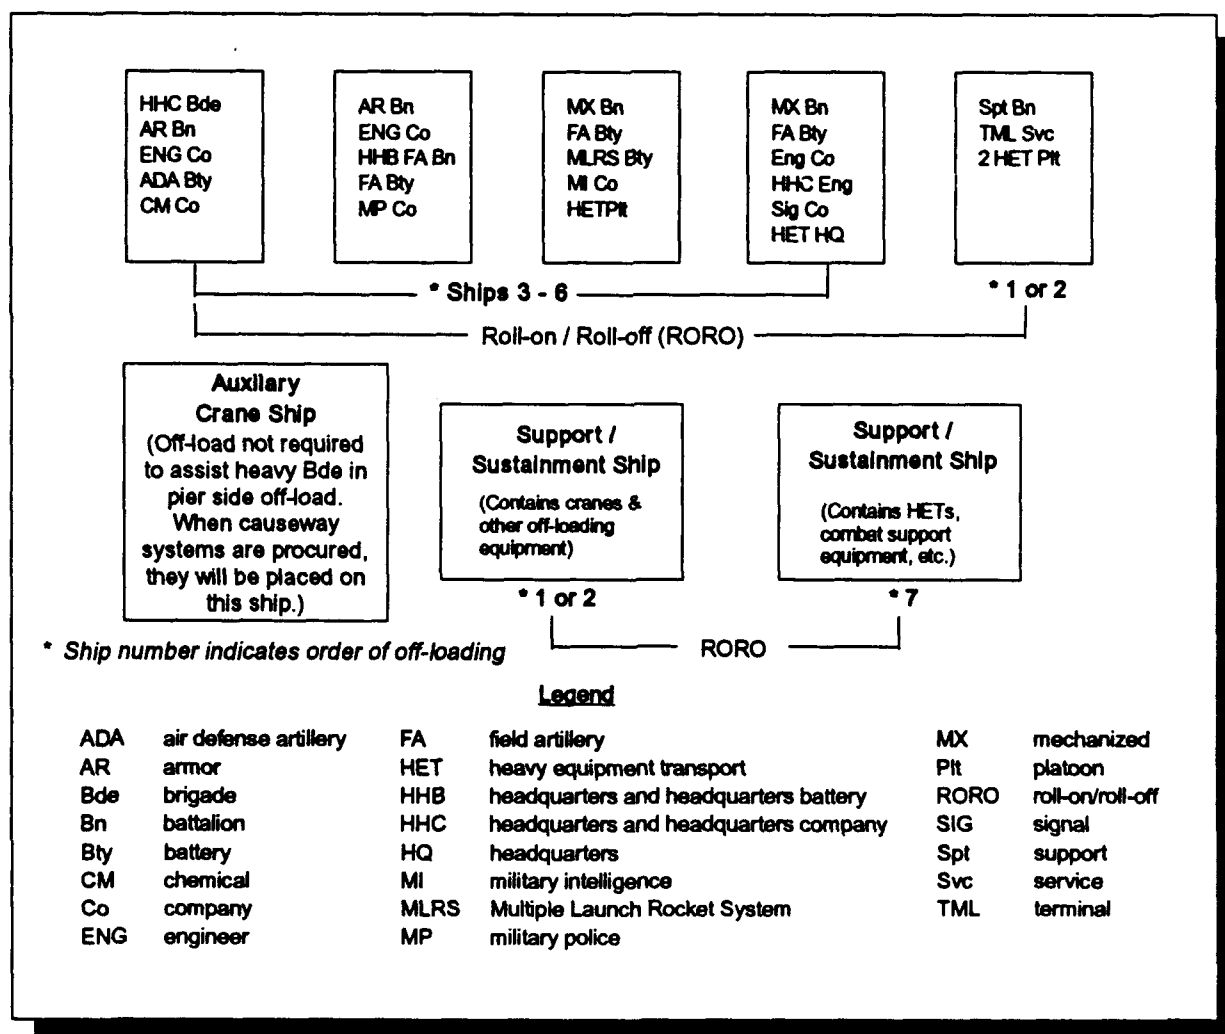 HHC Bde
AR Bn
ENG Co
ADA Bty
CM Co
AR Bn
ENG Co
HHB FA Bn
FA Bty
MP Co
MX Bn
FA Bty
MLRS Bty
MI Co
HETPlt
MX Bn
FA Bty
Eng Co
HHC Eng
Sig Co
HET HQ
Spt Bn
TML Svc
2 HET Plt
* Ships 3 - 6
* 1 or 2
Roll-on / Roll-off (RORO)
Auxilary
Crane Ship
(Off-load not required
to assist heavy Bde in
pier side off-load.
When causeway
systems are procured,
they will be placed on
this ship.)
Support /
Sustainment Ship
(Contains cranes &
other off-loading
equipment)
* 1 or 2
Support /
Sustainment Ship
(Contains HETs,
combat support
equipment, etc.)
* 7
RORO
* Ship number indicates order of off-loading
Legend
ADA air defense artillery
AR armor
Bde brigade
Bn battalion
Bty battery
CM chemical
Co company
ENG engineer
FA field artillery
HET heavy equipment transport
HHB headquarters and headquarters battery
HHC headquarters and headquarters company
HQ headquarters
MI military intelligence
MLRS Multiple Launch Rocket System
MP military police
MX mechanized
Plt platoon
RORO roll-on/roll-off
SIG signal
Spt support
Svc service
TML terminal